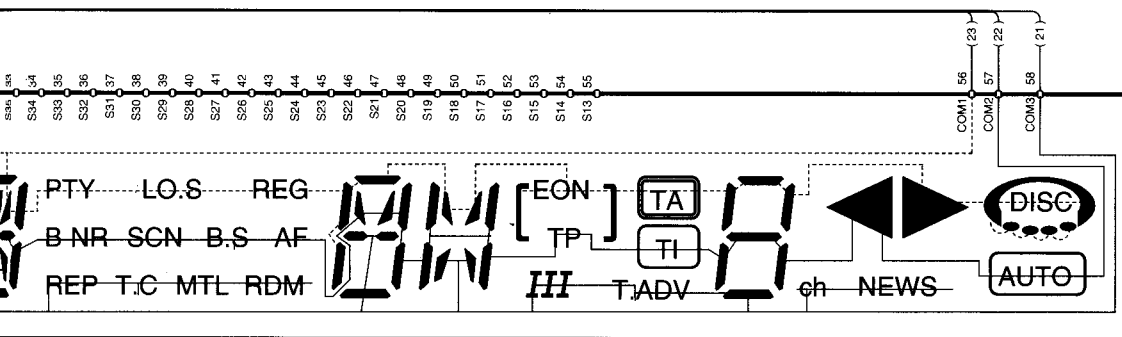 (23) (22) (21)
33 34 35 36 37 38 39 40 41 42 43 44 45 46 47 48 49 50 51 52 53 54 55 56 57 58
S35 S34 S33 S32 S31 S30 S29 S28 S27 S26 S25 S24 S23 S22 S21 S20 S19 S18 S17 S16 S15 S14 S13 COM1 COM2 COM3
PTY LO.S REG EON TA DISC
B NR SCN B.S AF TP TI
REP T.C MTL RDM III T.ADV ch NEWS AUTO